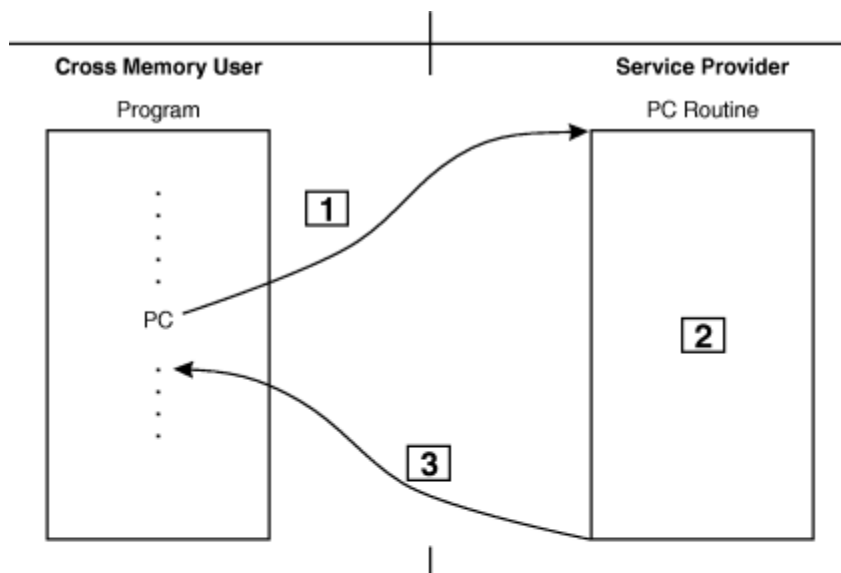 Cross Memory User
Service Provider
Program
PC Routine
1
PC
2
3